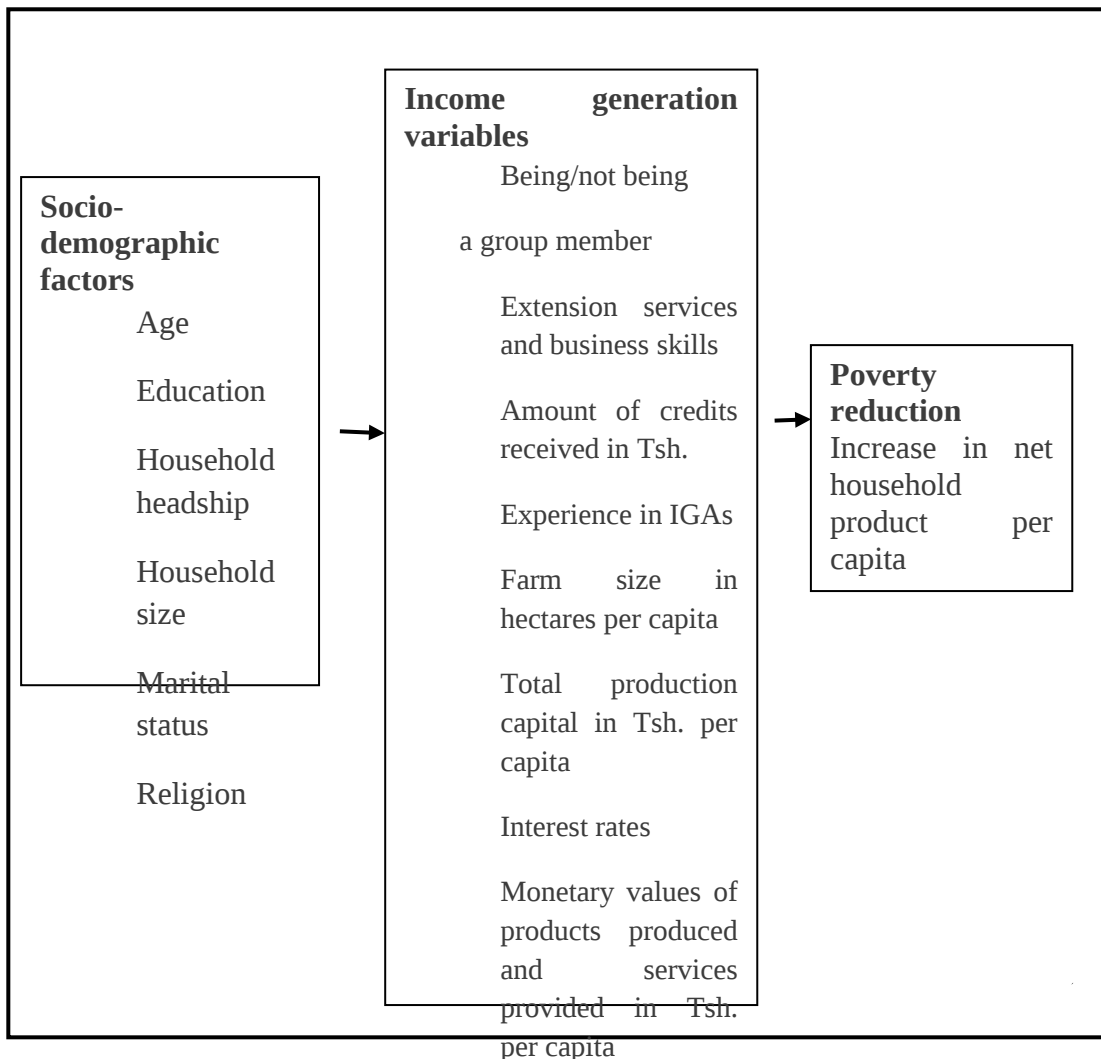 Socio-
demographic
factors
Age
Education
Household
headship
Household
size
Marital
status
Religion
Income generation
variables
Being/not being
a group member
Extension services
and business skills
Amount of credits
received in Tsh.
Experience in IGAs
Farm size in
hectares per capita
Total production
capital in Tsh. per
capita
Interest rates
Monetary values of
products produced
and services
provided in Tsh.
per capita
Poverty
reduction
Increase in net
household
product per
capita